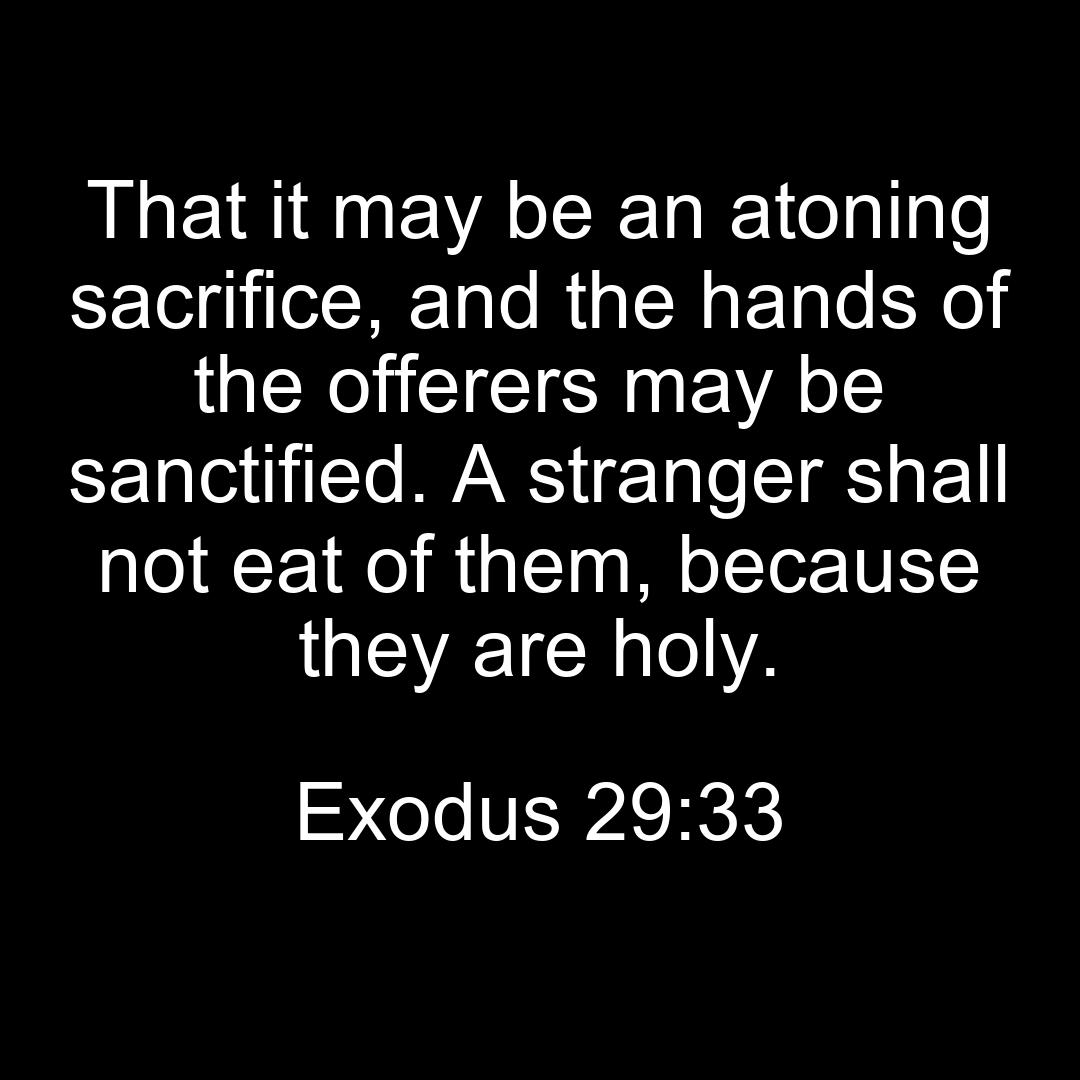 That it may be an atoning
sacrifice, and the hands of
the offerers may be
sanctified. A stranger shall
not eat of them, because
they are holy.
Exodus 29:33